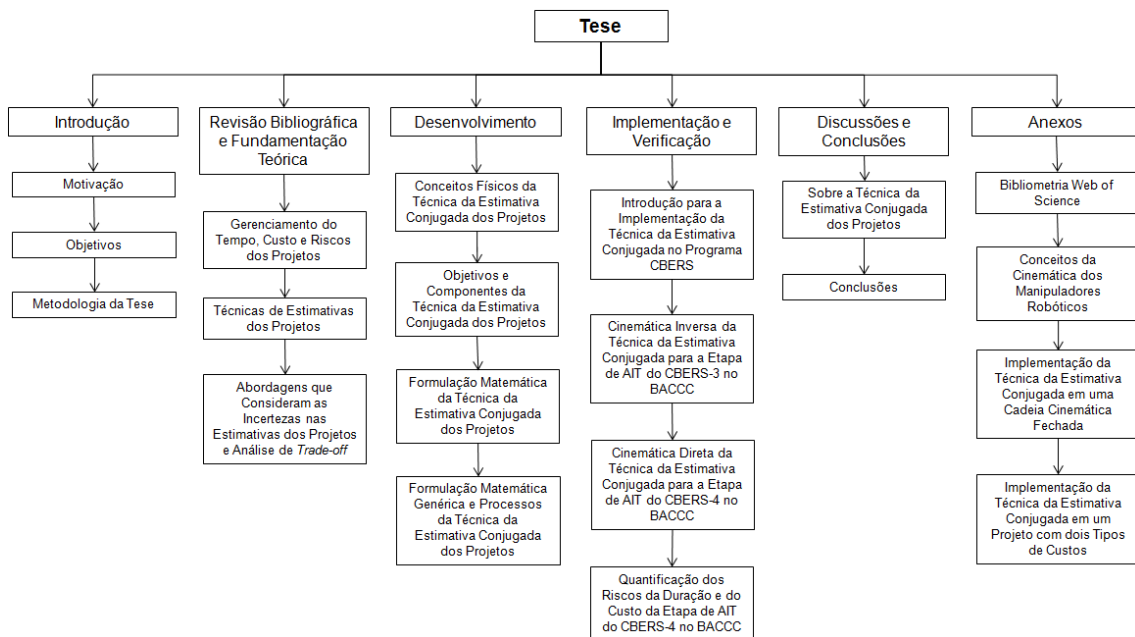 Tese
Introdução
Motivação
Objetivos
Metodologia da Tese
Revisão Bibliográfica
e Fundamentação
Teórica
Gerenciamento do
Tempo, Custo e Riscos
dos Projetos
Técnicas de Estimativas
dos Projetos
Abordagens que
Consideram as
Incertezas nas
Estimativas dos Projetos
e Análise de Trade-off
Desenvolvimento
Conceitos Físicos da
Técnica da Estimativa
Conjugada dos Projetos
Objetivos e
Componentes da
Técnica da Estimativa
Conjugada dos Projetos
Formulação Matemática
da Técnica da
Estimativa Conjugada
dos Projetos
Formulação Matemática
Genérica e Processos
da Técnica da
Estimativa Conjugada
dos Projetos
Implementação e
Verificação
Introdução para a
Implementação da
Técnica da Estimativa
Conjugada no Programa
CBERS
Cinemática Inversa da
Técnica da Estimativa
Conjugada para a Etapa
de AIT do CBERS-3 no
BACCC
Cinemática Direta da
Técnica da Estimativa
Conjugada para a Etapa
de AIT do CBERS-4 no
BACCC
Quantificação dos
Riscos da Duração e do
Custo da Etapa de AIT
do CBERS-4 no BACCC
Discussões e
Conclusões
Sobre a Técnica da
Estimativa Conjugada
dos Projetos
Conclusões
Anexos
Bibliometria Web of
Science
Conceitos da
Cinemática dos
Manipuladores
Robóticos
Implementação da
Técnica da Estimativa
Conjugada em uma
Cadeia Cinemática
Fechada
Implementação da
Técnica da Estimativa
Conjugada em um
Projeto com dois Tipos
de Custos